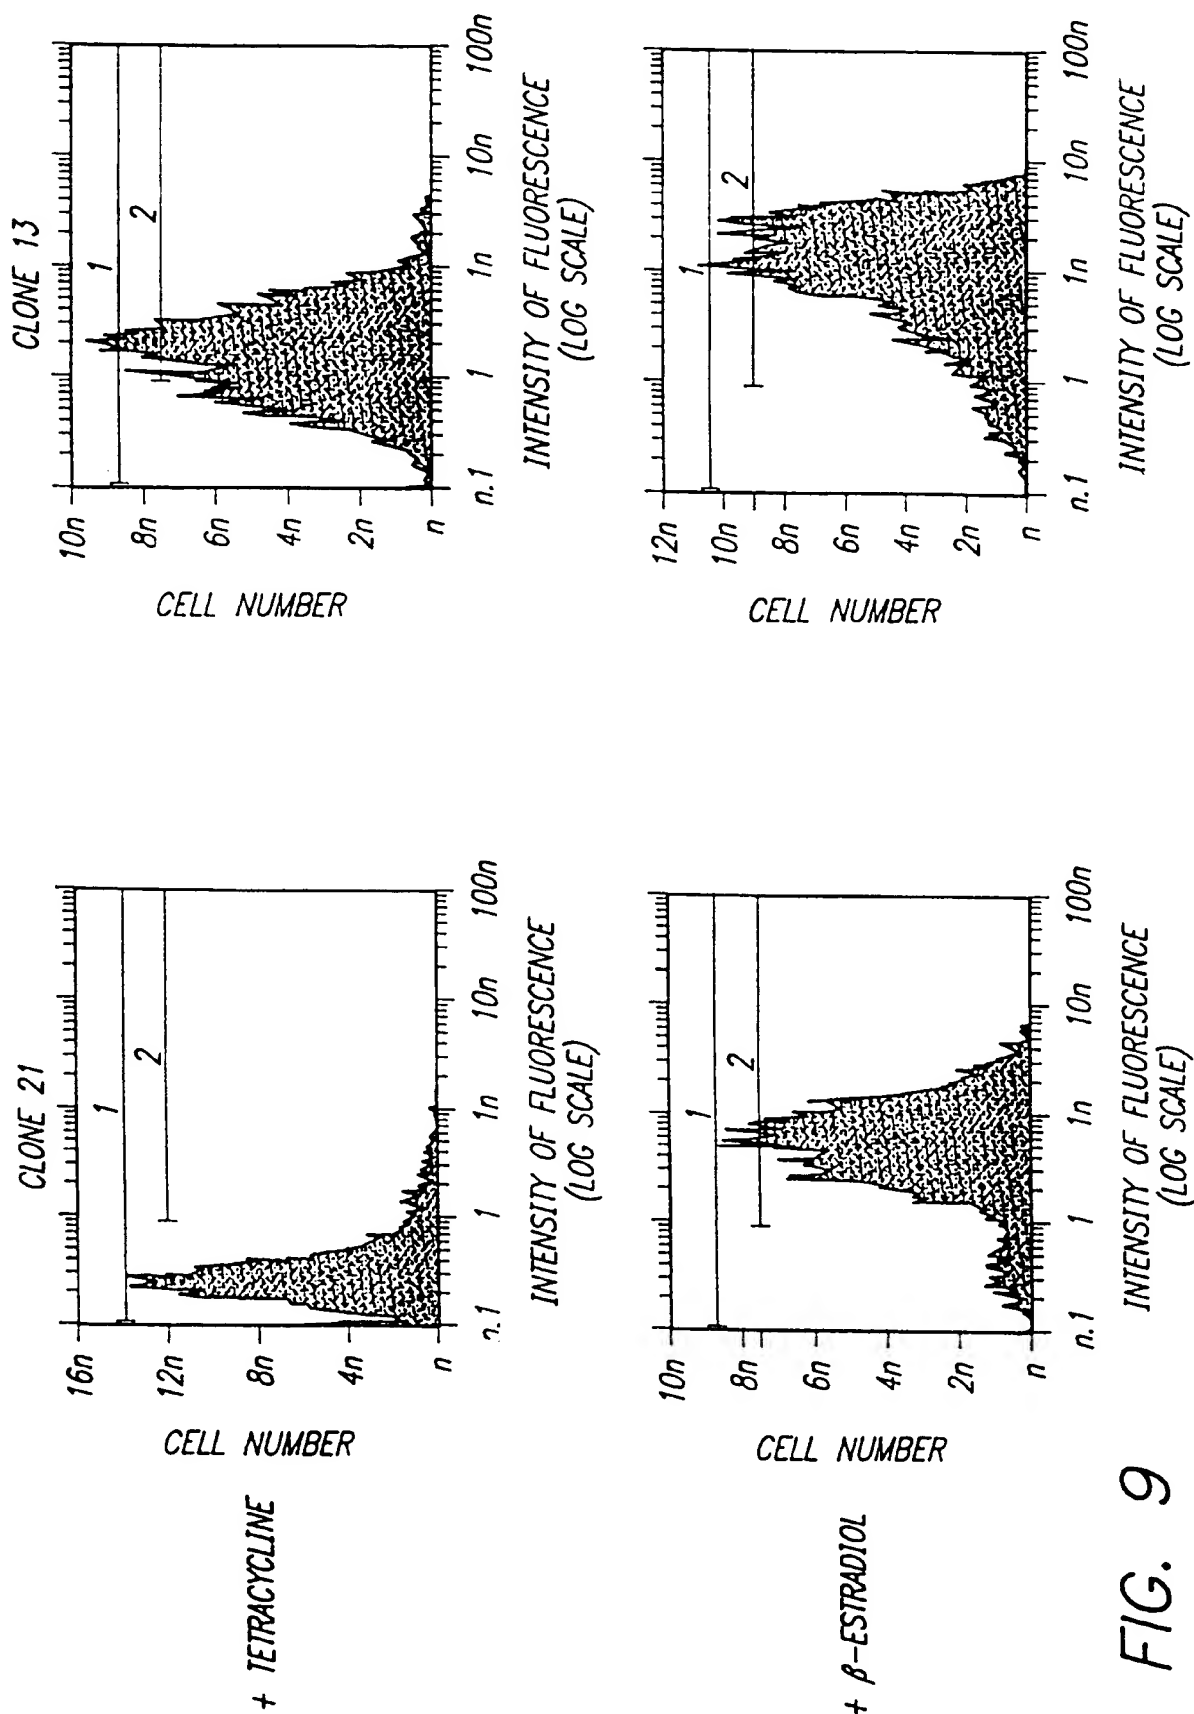 CLONE 21
CLONE 13
+ TETRACYCLINE
CELL NUMBER
16n
12n
8n
4n
n
1
2
n.1
1
1n
10n
100n
INTENSITY OF FLUORESCENCE
(LOG SCALE)
CELL NUMBER
10n
8n
6n
4n
2n
n
1
2
n.1
1
1n
10n
100n
INTENSITY OF FLUORESCENCE
(LOG SCALE)
+ β-ESTRADIOL
CELL NUMBER
10n
8n
6n
4n
2n
n
1
2
n.1
1
1n
10n
100n
INTENSITY OF FLUORESCENCE
(LOG SCALE)
CELL NUMBER
12n
10n
8n
6n
4n
2n
n
1
2
n.1
1
1n
10n
100n
INTENSITY OF FLUORESCENCE
(LOG SCALE)
FIG. 9